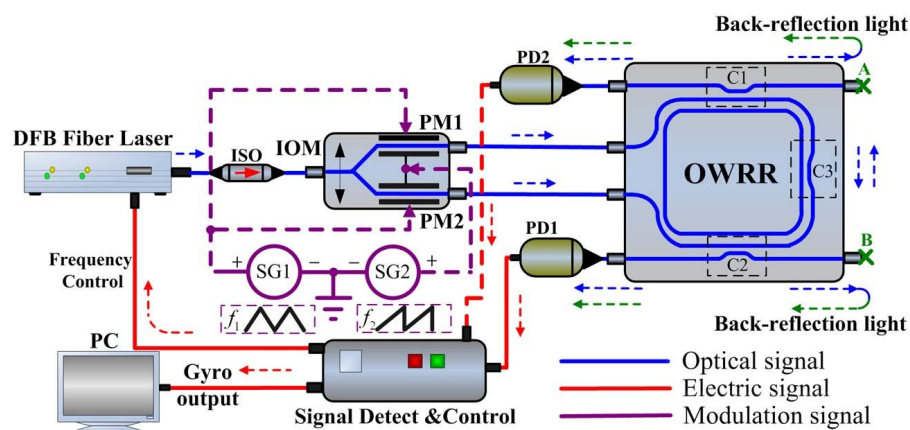 Back-reflection light
PD2
A
C1
DFB Fiber Laser
ISO
IOM
PM1
OWRR
C3
PM2
PD1
B
C2
Frequency
Control
+ SG1 − − SG2 +
f1
f2
Back-reflection light
PC
Gyro
output
Signal Detect &Control
Optical signal
Electric signal
Modulation signal